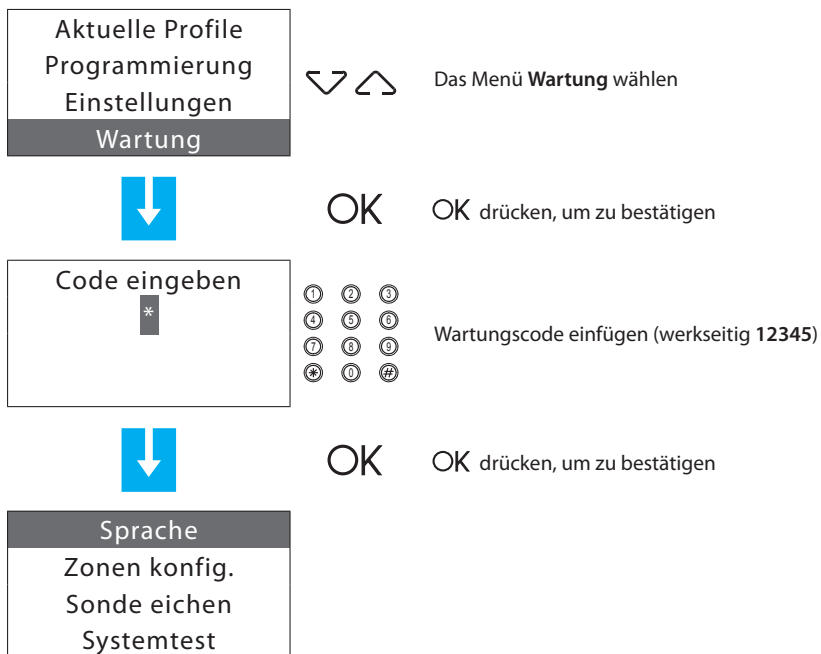 Aktuelle Profile
Programmierung
Einstellungen
Wartung
Das Menü Wartung wählen
OK
OK drücken, um zu bestätigen
Code eingeben
*
1 2 3
4 5 6
7 8 9
* 0 #
Wartungscode einfügen (werkseitig 12345)
OK
OK drücken, um zu bestätigen
Sprache
Zonen konfig.
Sonde eichen
Systemtest